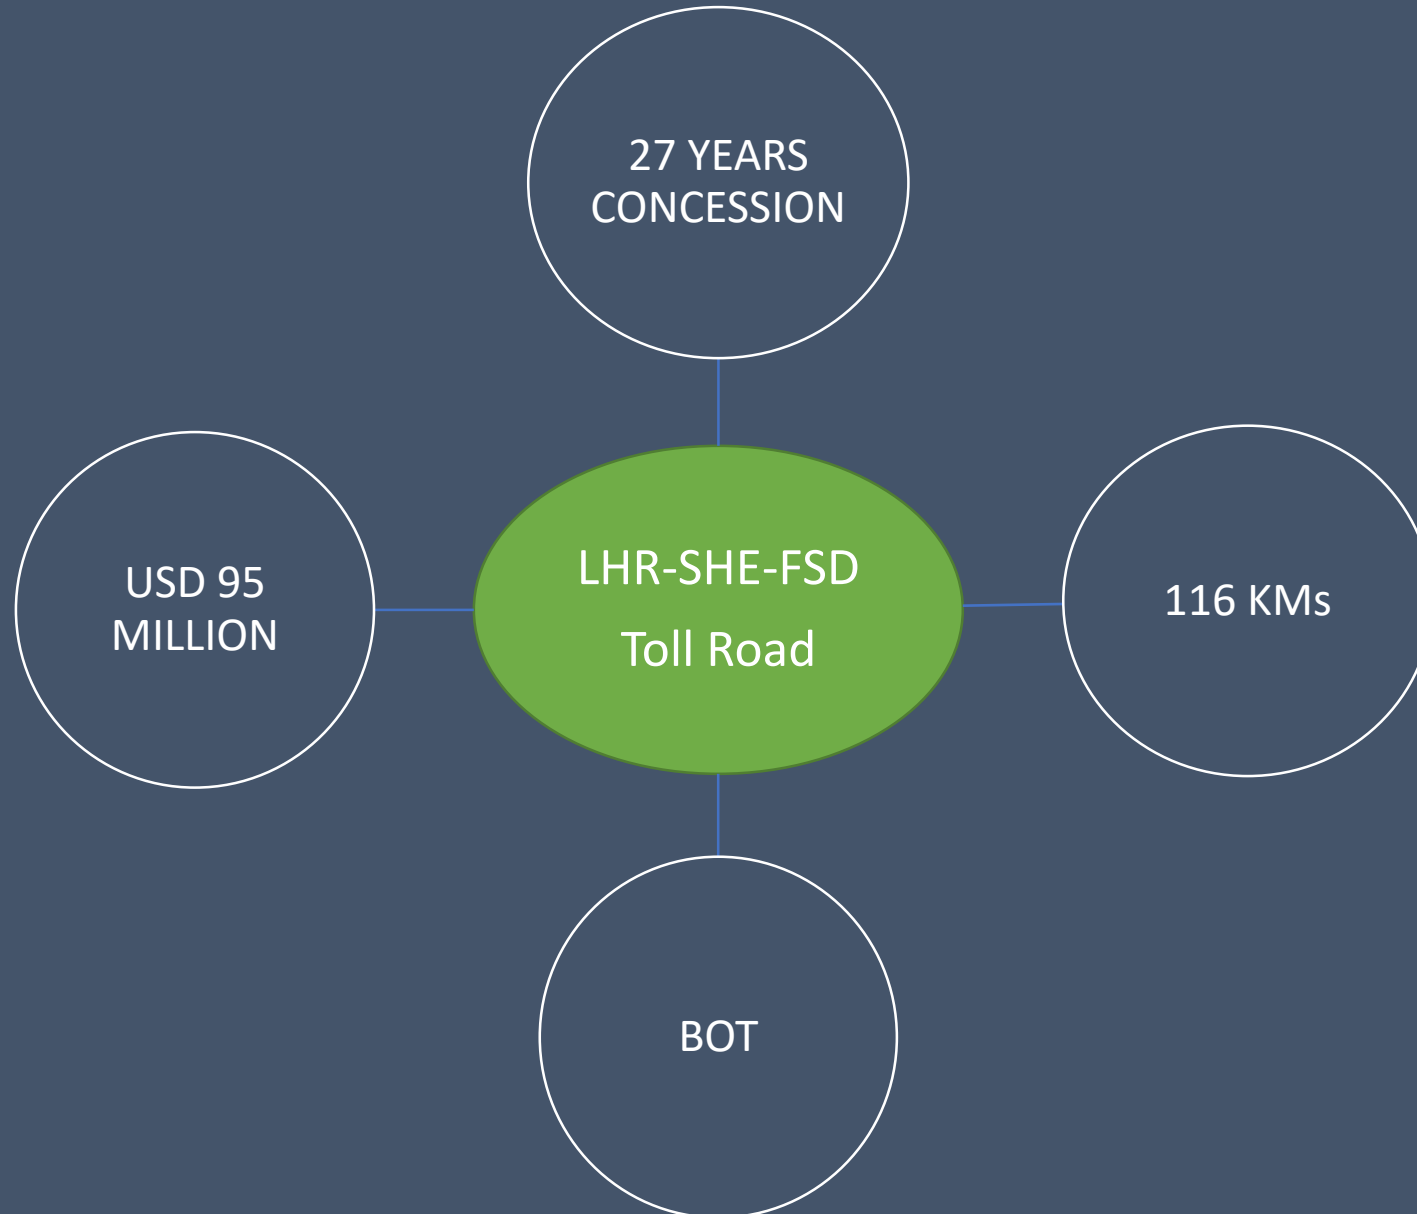 27 YEARS
CONCESSION
USD 95
MILLION
LHR-SHE-FSD
Toll Road
116 KMs
BOT